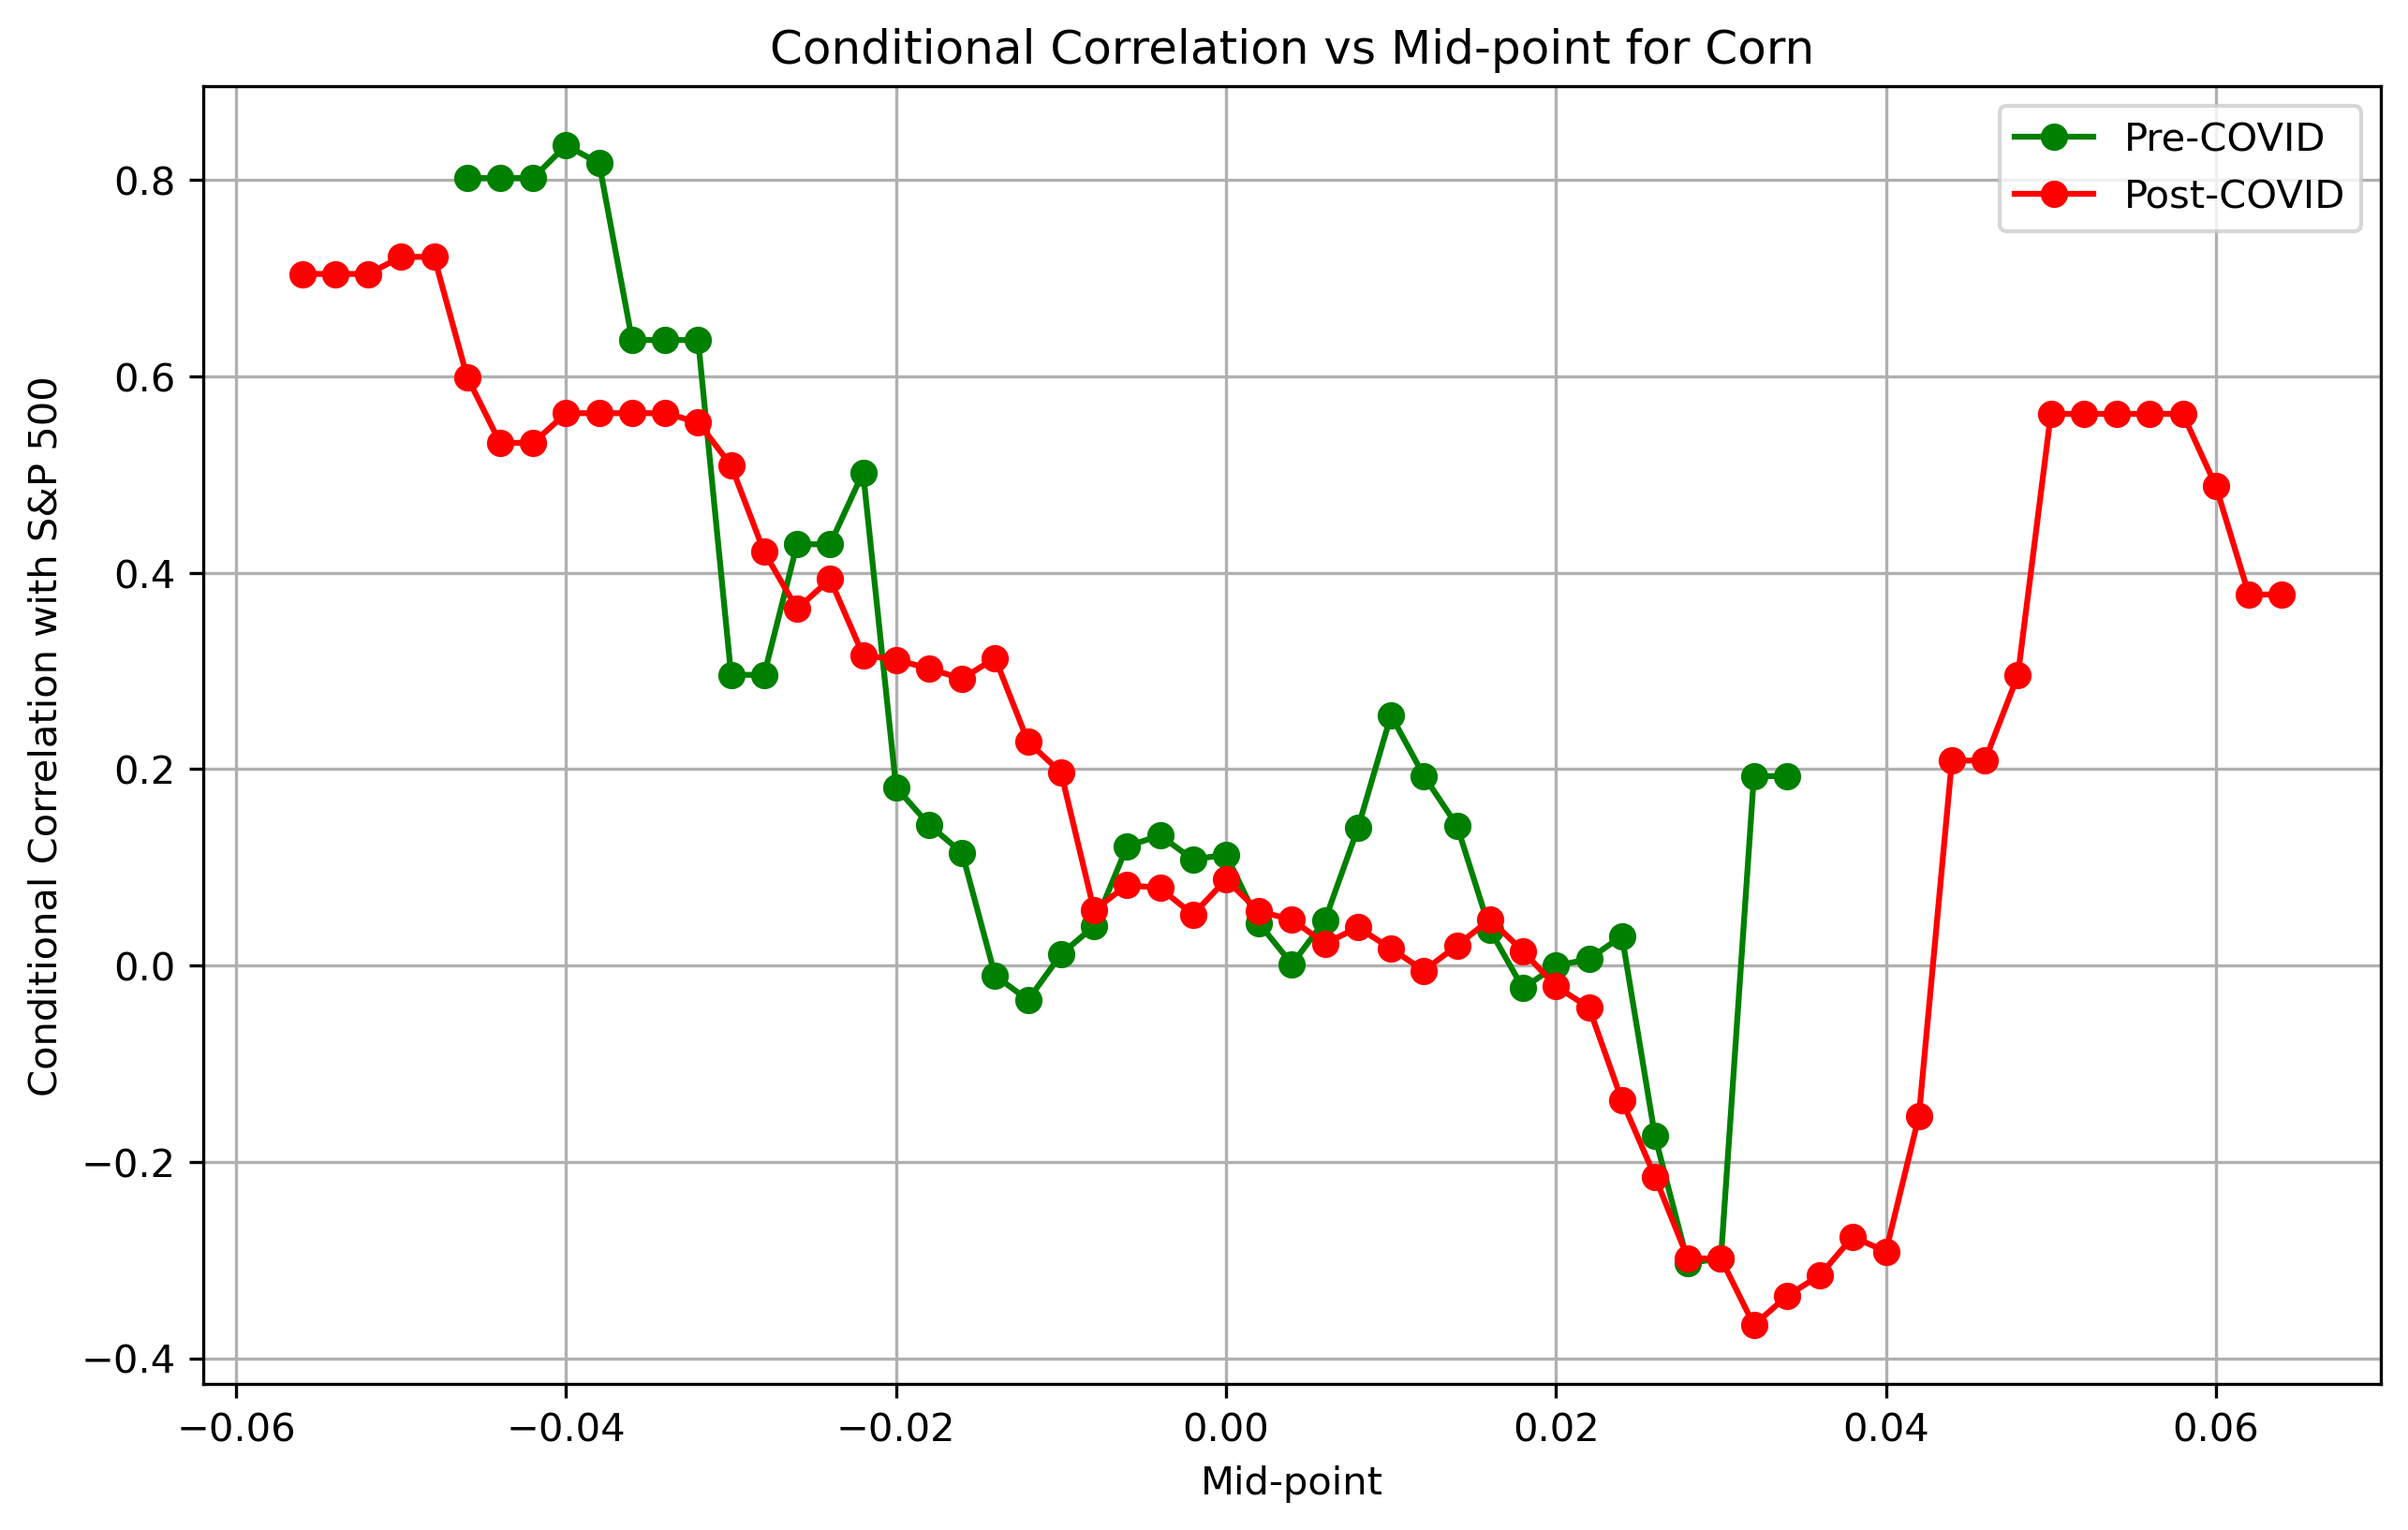 Conditional Correlation vs Mid-point for Corn
Pre-COVID
Post-COVID
Conditional Correlation with S&P 500
0.8
0.6
0.4
0.2
0.0
−0.2
−0.4
−0.06
−0.04
−0.02
0.00
0.02
0.04
0.06
Mid-point